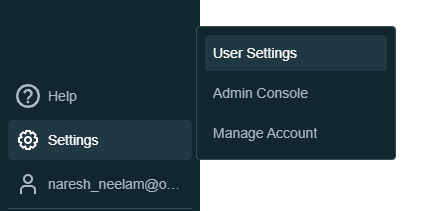 User Settings
Admin Console
Manage Account
Help
Settings
naresh_neelam@o...